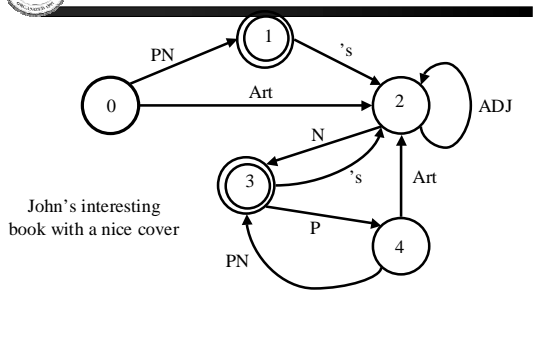 1
PN
's
Art
0
2
ADJ
N
3
's
Art
John's interesting
book with a nice cover
P
4
PN